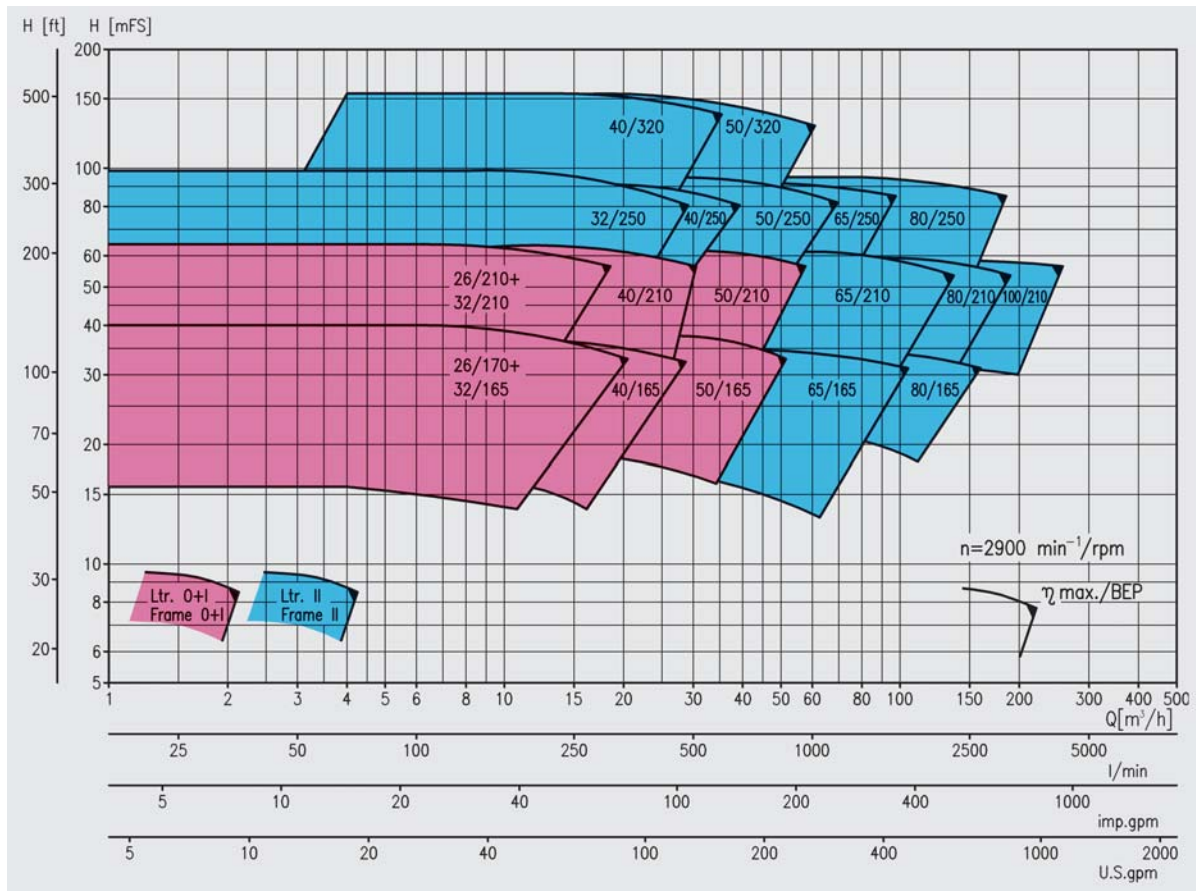 H [ft] H [mFS]
200
500
150
40/320 50/320
100
300
80
32/250 40/250 50/250 65/250 80/250
200
60
50
26/210+
32/210
40/210 50/210 65/210 80/210 100/210
40
100
30
26/170+
32/165
40/165 50/165 65/165 80/165
70
20
50
15
n=2900 min⁻¹/rpm
10
30
8
Ltr. 0+I
Frame 0+I
Ltr. II
Frame II
η max./BEP
20
6
5
1 2 3 4 5 6 8 10 15 20 30 40 50 60 80 100 150 200 300 400 500
Q[m³/h]
25 50 100 250 500 1000 2500 5000
l/min
5 10 20 40 100 200 400 1000
imp.gpm
5 10 20 40 100 200 400 1000 2000
U.S.gpm